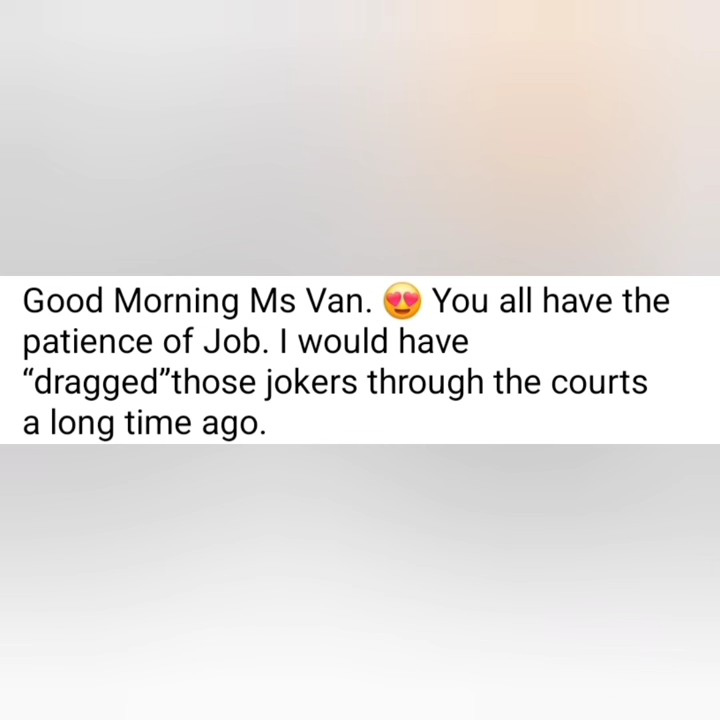 Good Morning Ms Van. 😍 You all have the
patience of Job. I would have
“dragged”those jokers through the courts
a long time ago.